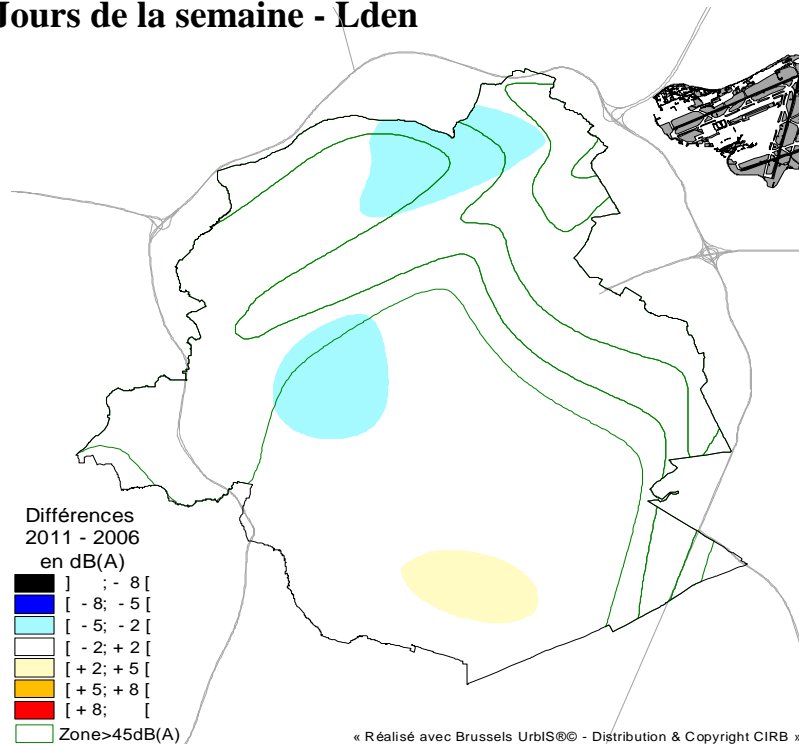 Jours de la semaine - Lden
Différences
2011 - 2006
en dB(A)
] ; - 8 [
[ - 8; - 5 [
[ - 5; - 2 [
[ - 2; + 2 [
[ + 2; + 5 [
[ + 5; + 8 [
[ + 8; [
Zone>45dB(A)
« Réalisé avec Brussels UrbIS®© - Distribution & Copyright CIRB »